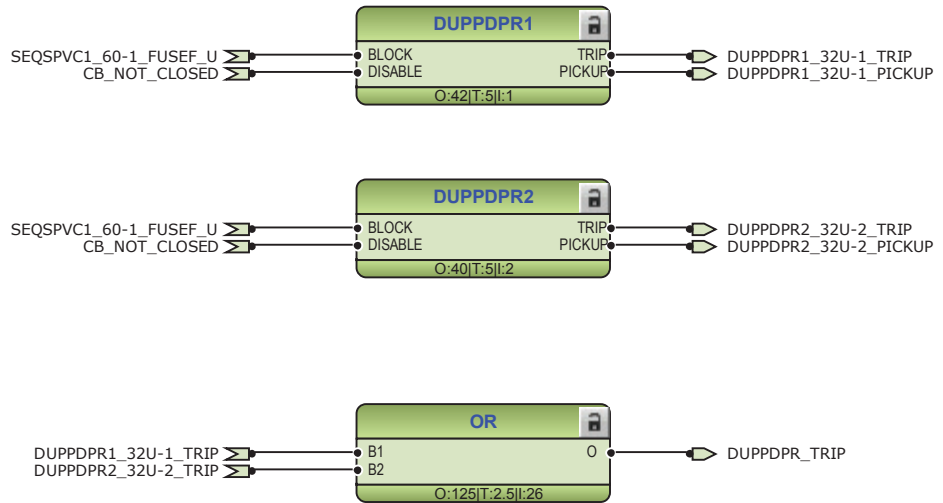 DUPPDPR1
SEQSPVC1_60-1_FUSEF_U
BLOCK
TRIP
DUPPDPR1_32U-1_TRIP
CB_NOT_CLOSED
DISABLE
PICKUP
DUPPDPR1_32U-1_PICKUP
O:42|T:5|I:1
DUPPDPR2
SEQSPVC1_60-1_FUSEF_U
BLOCK
TRIP
DUPPDPR2_32U-2_TRIP
CB_NOT_CLOSED
DISABLE
PICKUP
DUPPDPR2_32U-2_PICKUP
O:40|T:5|I:2
OR
DUPPDPR1_32U-1_TRIP
B1
O
DUPPDPR_TRIP
DUPPDPR2_32U-2_TRIP
B2
O:125|T:2.5|I:26